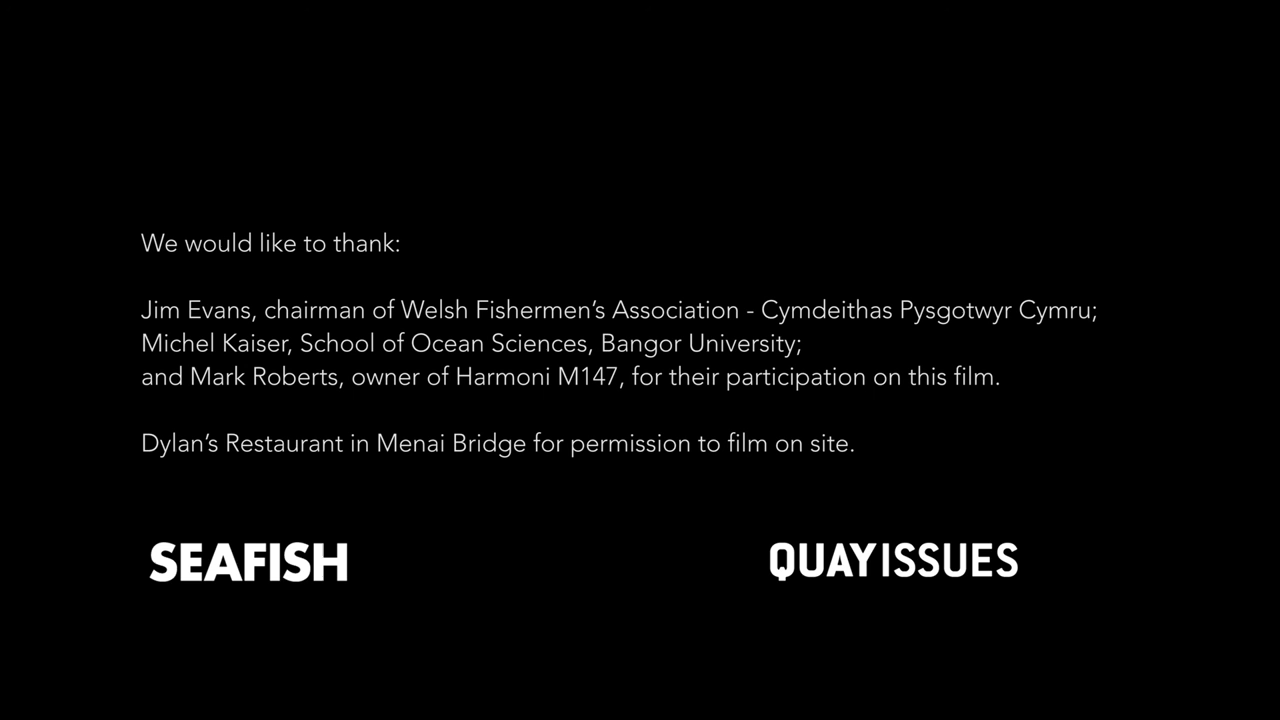 We would like to thank:
Jim Evans, chairman of Welsh Fishermen’s Association - Cymdeithas Pysgotwyr Cymru;
Michel Kaiser, School of Ocean Sciences, Bangor University;
and Mark Roberts, owner of Harmoni M147, for their participation on this film.
Dylan’s Restaurant in Menai Bridge for permission to film on site.
SEAFISH
QUAYISSUES